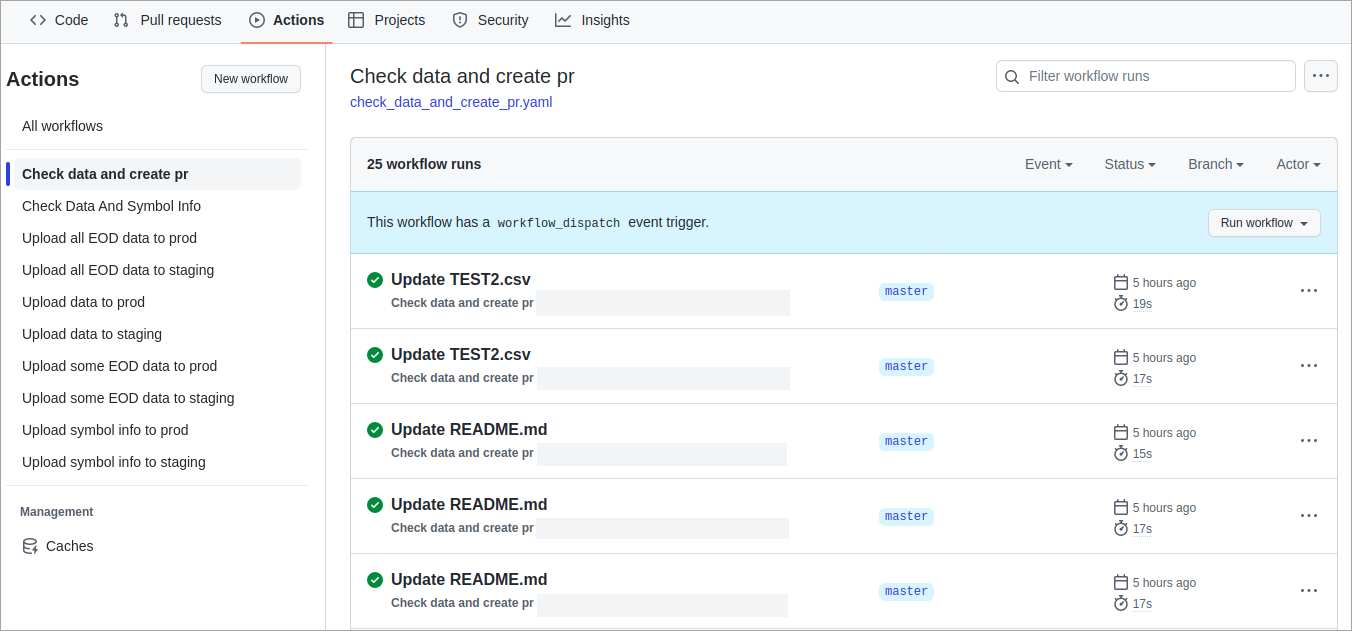 Code Pull requests Actions Projects Security Insights
Actions
New workflow
All workflows
Check data and create pr
Check Data And Symbol Info
Upload all EOD data to prod
Upload all EOD data to staging
Upload data to prod
Upload data to staging
Upload some EOD data to prod
Upload some EOD data to staging
Upload symbol info to prod
Upload symbol info to staging
Management
Caches
Check data and create pr
check_data_and_create_pr.yaml
Filter workflow runs
25 workflow runs
Event Status Branch Actor
This workflow has a workflow_dispatch event trigger.
Run workflow
Update TEST2.csv
Check data and create pr
master
5 hours ago
19s
Update TEST2.csv
Check data and create pr
master
5 hours ago
17s
Update README.md
Check data and create pr
master
5 hours ago
15s
Update README.md
Check data and create pr
master
5 hours ago
17s
Update README.md
Check data and create pr
master
5 hours ago
17s